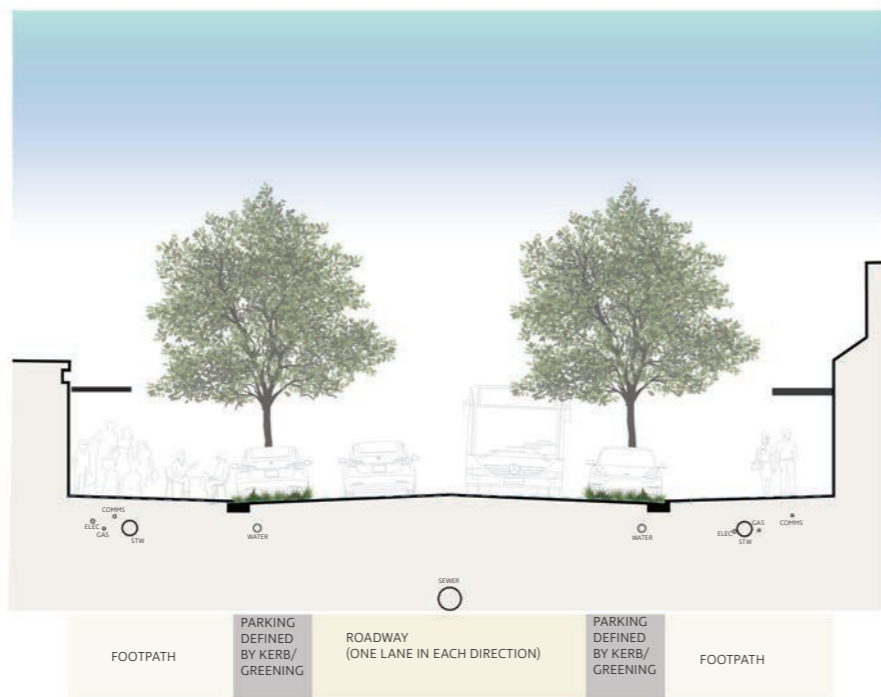 COMMS
ELEC
GAS
STW
WATER
WATER
ELEC
GAS
STW
COMMS
SEWER
FOOTPATH
PARKING
DEFINED
BY KERB/
GREENING
ROADWAY
(ONE LANE IN EACH DIRECTION)
PARKING
DEFINED
BY KERB/
GREENING
FOOTPATH